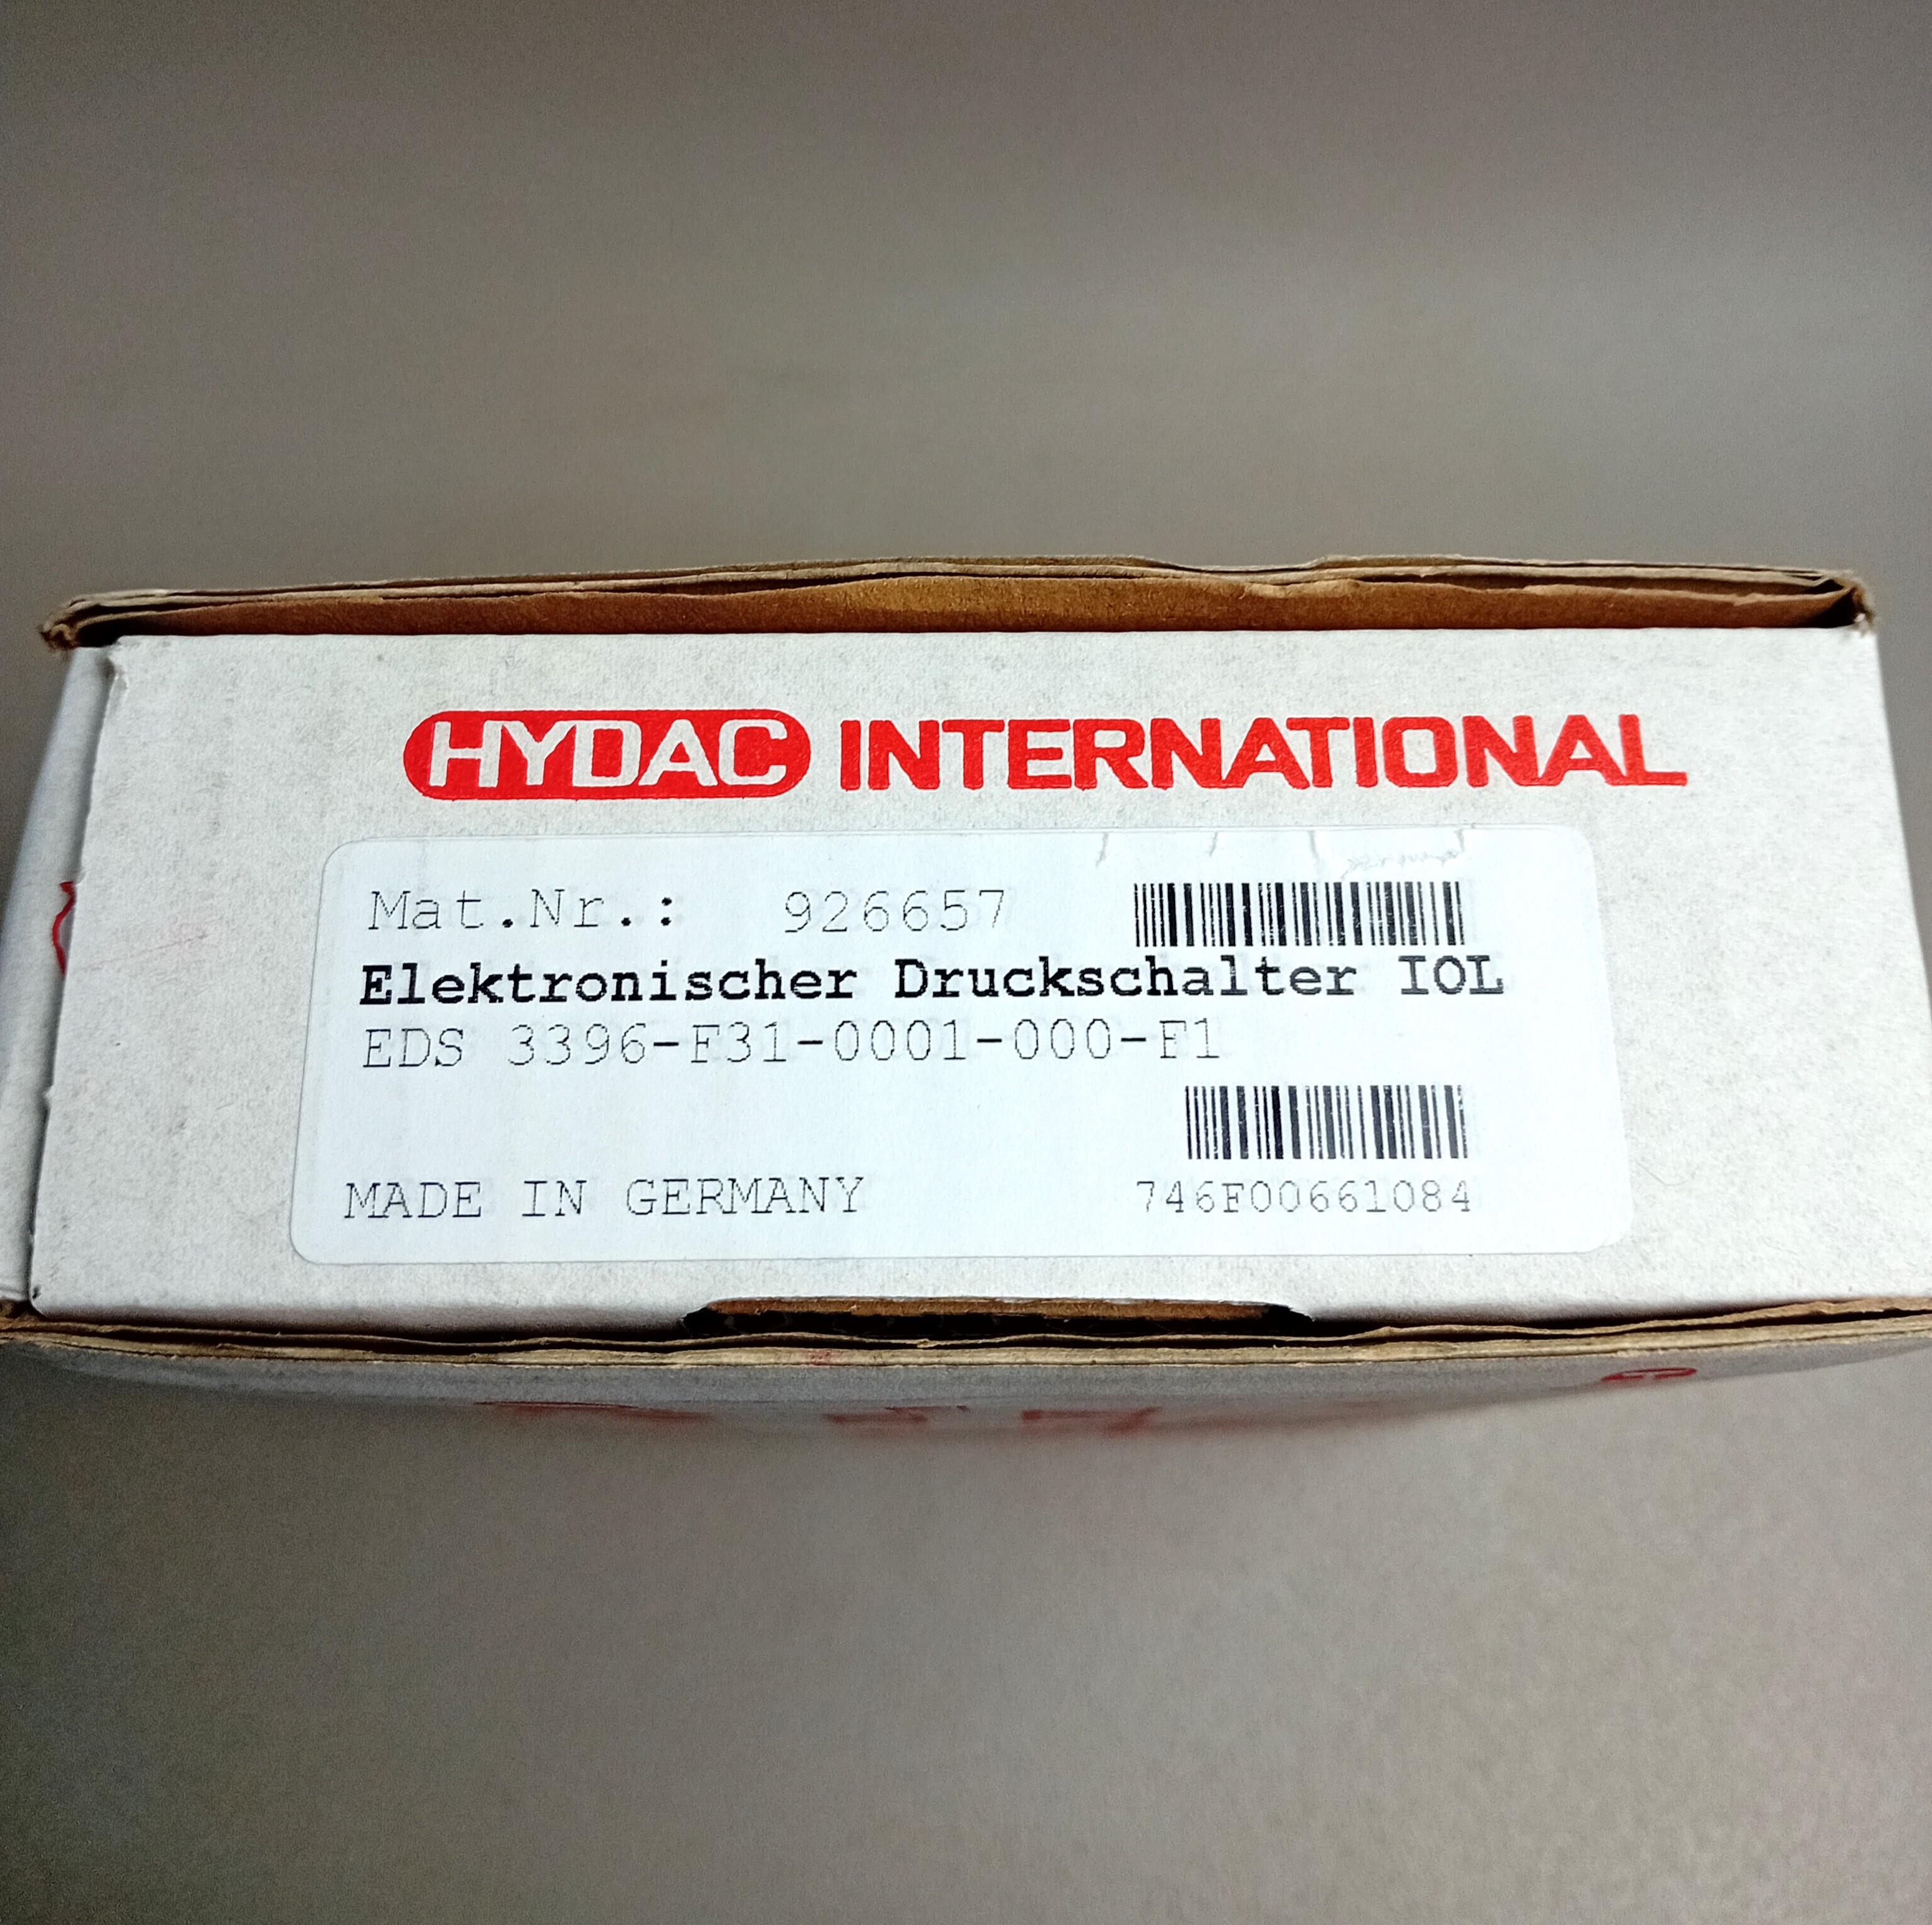 HYDAC INTERNATIONAL
Mat.Nr.: 926657
Elektronischer Druckschalter IOL
EDS 3396-F31-0001-000-F1
MADE IN GERMANY 746F00661084